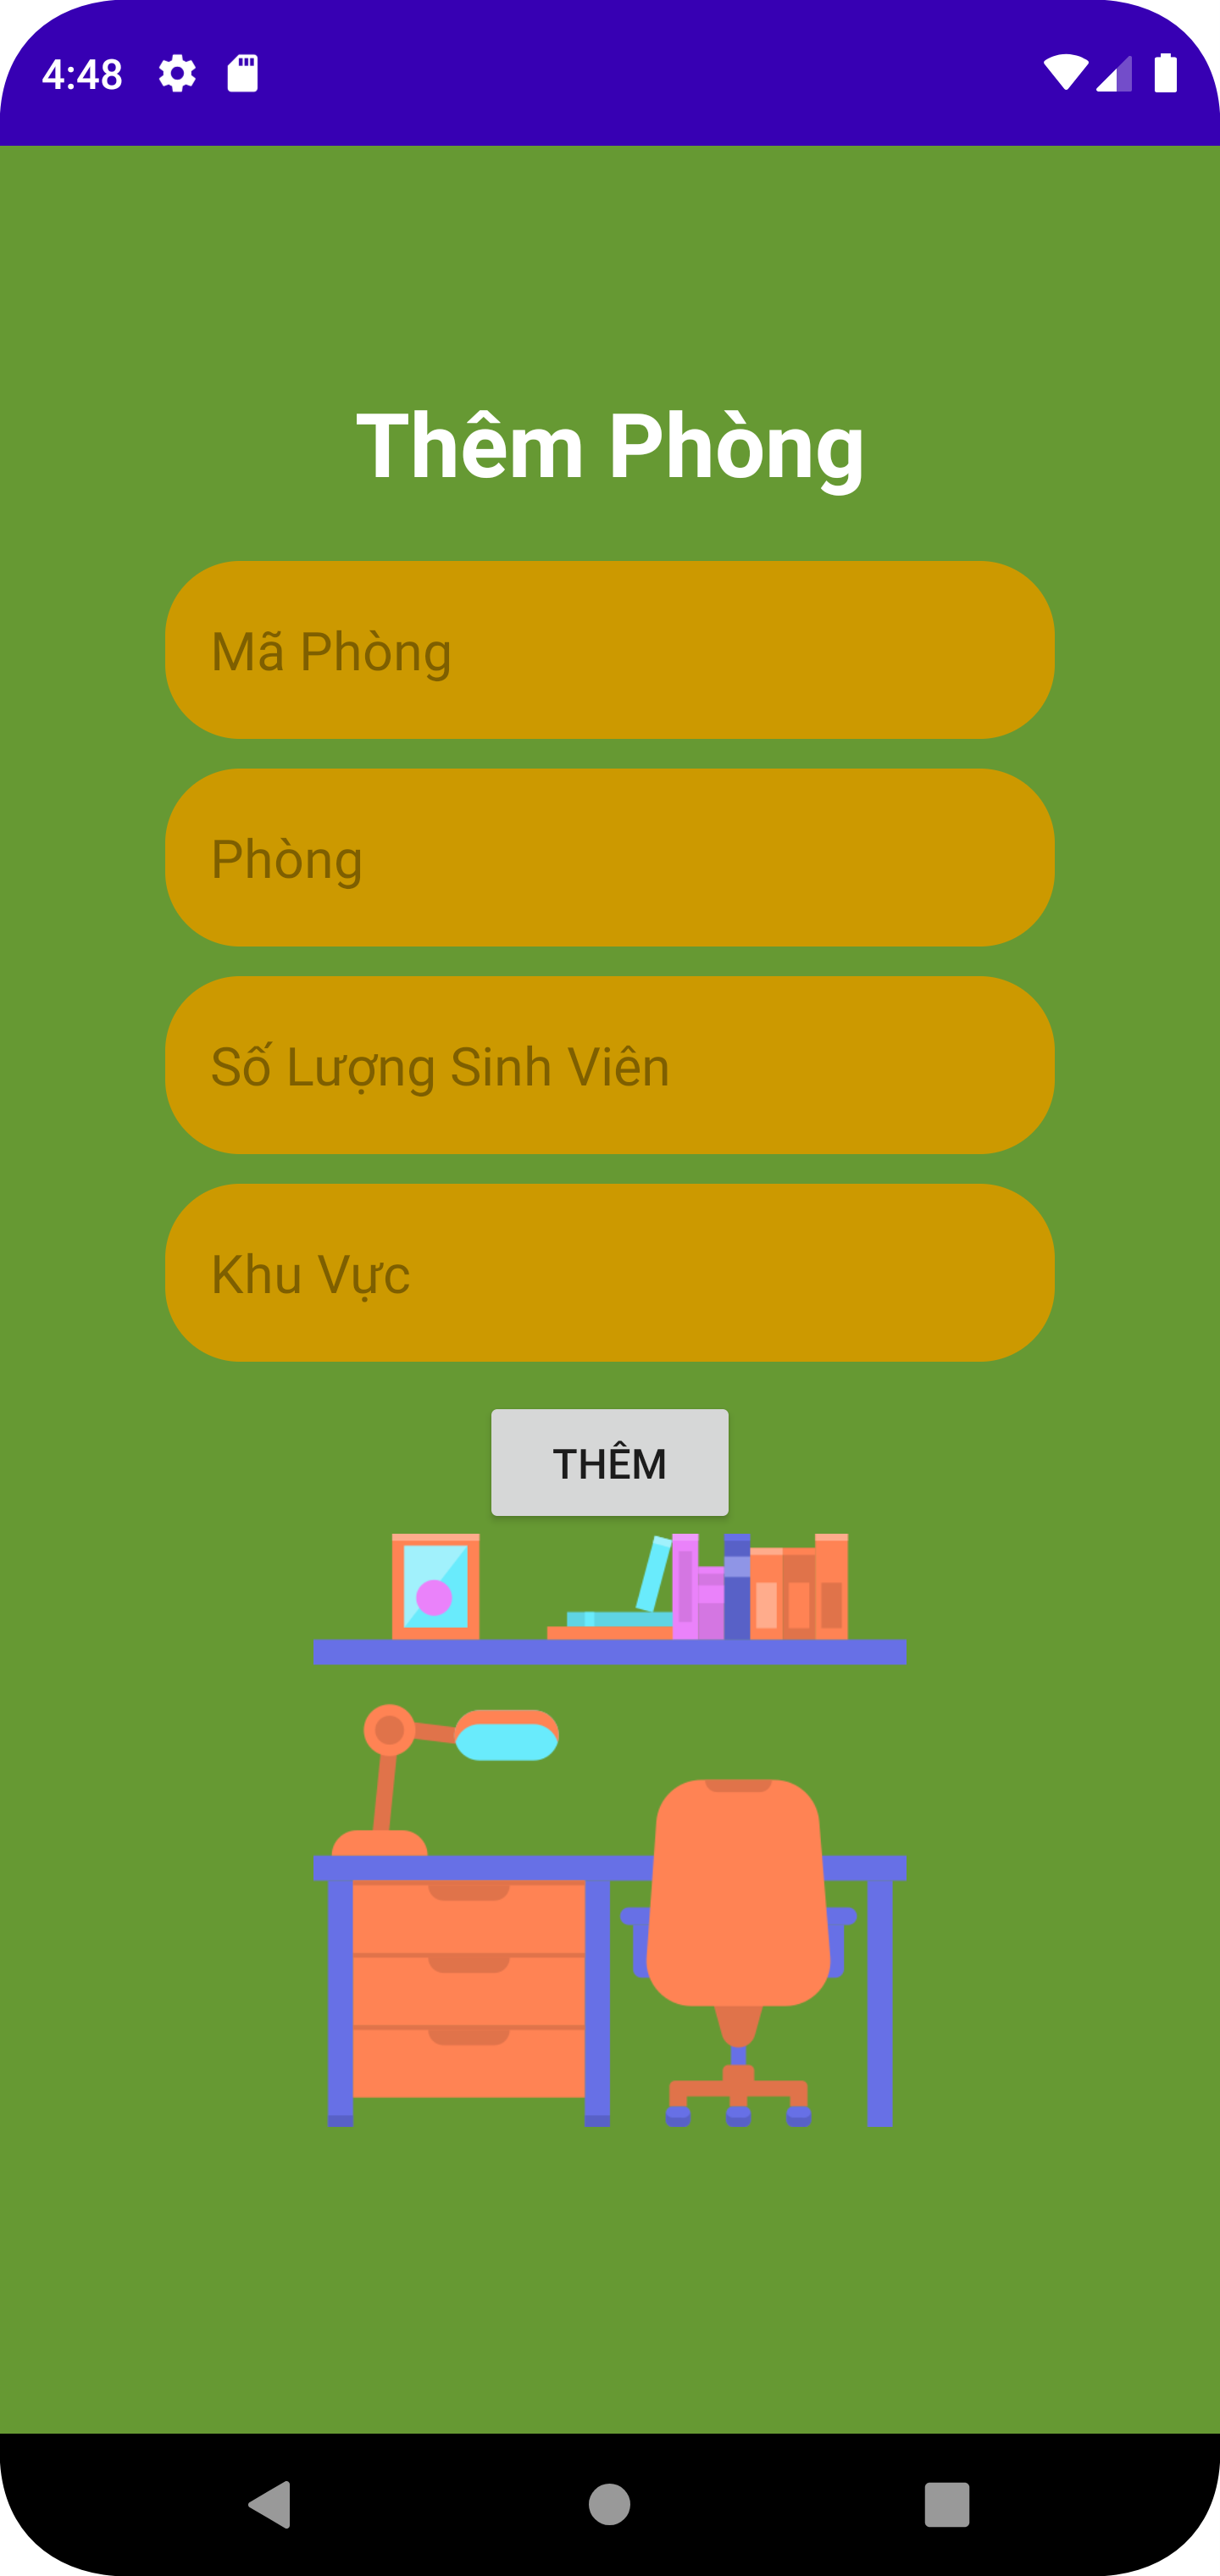 4:48
Thêm Phòng
Mã Phòng
Phòng
Số Lượng Sinh Viên
Khu Vực
THÊM